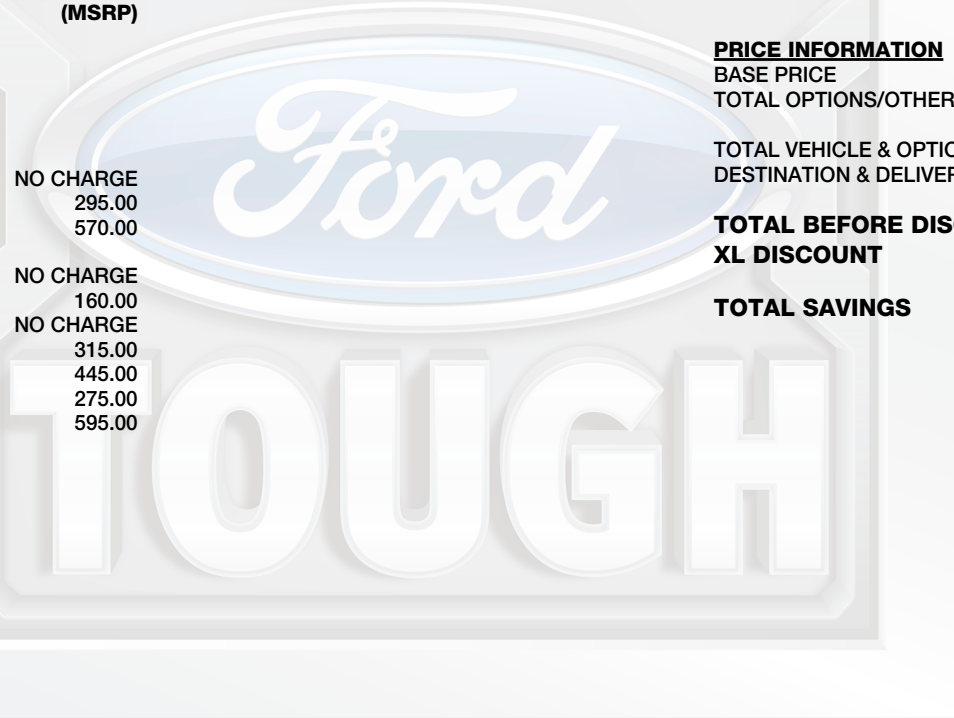 (MSRP)
NO CHARGE
295.00
570.00
NO CHARGE
160.00
NO CHARGE
315.00
445.00
275.00
595.00
PRICE INFORMATION
BASE PRICE
TOTAL OPTIONS/OTHER
TOTAL VEHICLE & OPTIO
DESTINATION & DELIVER
TOTAL BEFORE DISC
XL DISCOUNT
TOTAL SAVINGS
Ford
TOUGH